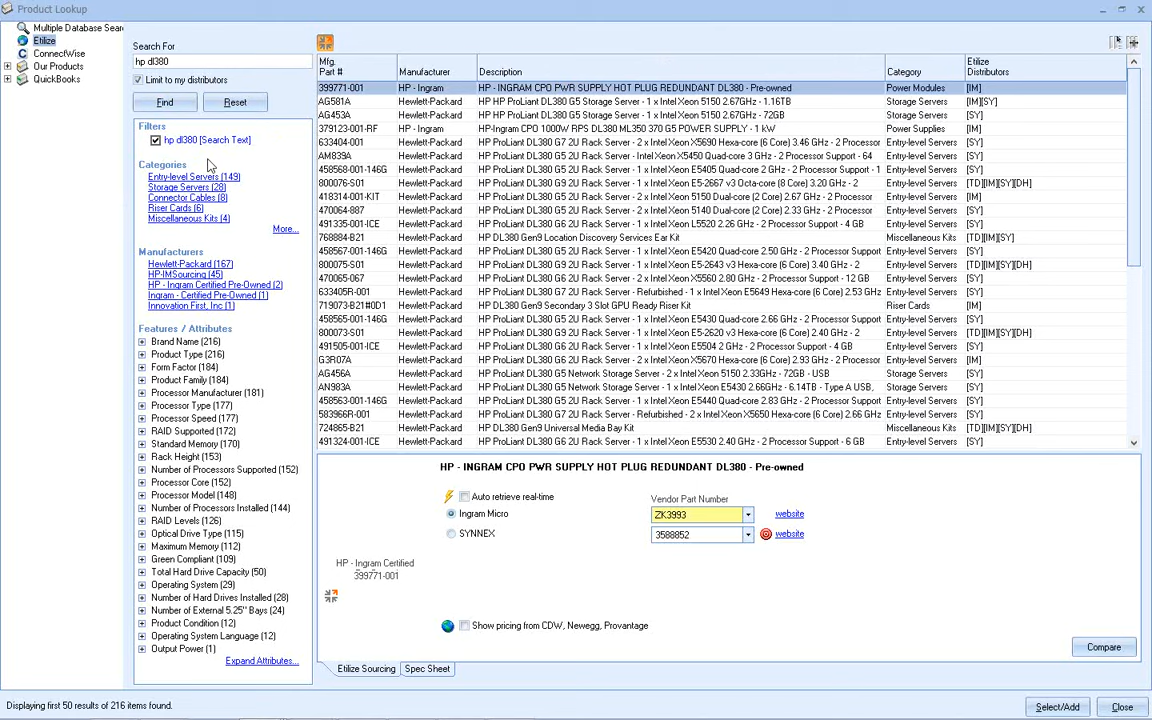 Product Lookup
Multiple Database Sear
Etilize
ConnectWise
Our Products
QuickBooks
Search For
hp dl380
Limit to my distributors
Find
Reset
Filters
hp dl380 [Search Text]
Categories
Entry-level Servers (149)
Storage Servers (28)
Connector Cables (8)
Riser Cards (6)
Miscellaneous Kits (4)
More...
Manufacturers
Hewlett-Packard (167)
HP-IMSourcing (45)
HP - Ingram Certified Pre-Owned (2)
Ingram - Certified Pre-Owned (1)
Innovation First, Inc (1)
Features / Attributes
Brand Name (216)
Product Type (216)
Form Factor (184)
Product Family (184)
Processor Manufacturer (181)
Processor Type (177)
Processor Speed (177)
RAID Supported (172)
Standard Memory (170)
Rack Height (153)
Number of Processors Supported (152)
Processor Core (152)
Processor Model (148)
Number of Processors Installed (144)
RAID Levels (126)
Optical Drive Type (115)
Maximum Memory (112)
Green Compliant (109)
Total Hard Drive Capacity (50)
Operating System (29)
Number of Hard Drives Installed (28)
Number of External 5.25" Bays (24)
Product Condition (12)
Operating System Language (12)
Output Power (1)
Expand Attributes...
Mfg. Part # Manufacturer Description Category Etilize Distributors
399771-001 HP - Ingram HP - INGRAM CPO PWR SUPPLY HOT PLUG REDUNDANT DL380 - Pre-owned Power Modules [IM]
AG581A Hewlett-Packard HP HP ProLiant DL380 G5 Storage Server - 1 x Intel Xeon 5150 2.67GHz - 1.16TB Storage Servers [IM][SY]
AG453A Hewlett-Packard HP ProLiant DL380 G5 Storage Server - 1 x Intel Xeon 5150 2.67GHz - 72GB Storage Servers [SY]
379123-001-RF HP - Ingram HP-Ingram CPO 1000W RPS DL380 ML350 370 G5 POWER SUPPLY - 1 kW Power Supplies [IM]
633404-001 Hewlett-Packard HP ProLiant DL380 G7 2U Rack Server - 2 x Intel Xeon X5690 Hexa-core (6 Core) 3.46 GHz - 2 Processor Entry-level Servers [SY]
AM839A Hewlett-Packard HP ProLiant DL380 G5 Server - 1 x Intel Xeon X5450 Quad-core 3 GHz - 2 Processor Support - 64 Entry-level Servers [SY]
458568-001-146G Hewlett-Packard HP ProLiant DL380 G5 2U Rack Server - 1 x Intel Xeon E5405 Quad-core 2 GHz - 2 Processor Support - 1 Entry-level Servers [SY]
800076-S01 Hewlett-Packard HP ProLiant DL380 G9 2U Rack Server - 2 x Intel Xeon E5-2667 v3 Octa-core (8 Core) 3.20 GHz - 2 Entry-level Servers [TD][IM][SY][DH]
418314-001-KIT Hewlett-Packard HP ProLiant DL380 G5 2U Rack Server - 2 x Intel Xeon 5150 Dual-core (2 Core) 2.67 GHz - 2 Processor Entry-level Servers [IM]
470064-887 Hewlett-Packard HP ProLiant DL380 G5 2U Rack Server - 2 x Intel Xeon 5140 Dual-core (2 Core) 2.33 GHz - 2 Processor Entry-level Servers [SY]
491335-001-ICE Hewlett-Packard HP ProLiant DL380 G6 2U Rack Server - 1 x Intel Xeon L5520 2.26 GHz - 2 Processor Support - 4 GB Entry-level Servers [SY]
768884-B21 Hewlett-Packard HP DL380 Gen9 Location Discovery Services Ear Kit Miscellaneous Kits [TD][IM][SY]
458567-001-146G Hewlett-Packard HP ProLiant DL380 G5 2U Rack Server - 1 x Intel Xeon E5420 Quad-core 2.50 GHz - 2 Processor Support Entry-level Servers [SY]
800075-S01 Hewlett-Packard HP ProLiant DL380 G9 2U Rack Server - 1 x Intel Xeon E5-2643 v3 Hexa-core (6 Core) 3.40 GHz - 2 Entry-level Servers [TD][IM][SY][DH]
470065-067 Hewlett-Packard HP ProLiant DL380 G6 2U Rack Server - 2 x Intel Xeon X5560 2.80 GHz - 2 Processor Support - 12 GB Entry-level Servers [SY]
633405R-001 Hewlett-Packard HP ProLiant DL380 G7 2U Rack Server - Refurbished - 2 x Intel Xeon E5649 Hexa-core (6 Core) 2.53 GHz Entry-level Servers [SY]
719073-B21#0D1 Hewlett-Packard HP DL380 Gen9 Secondary 3 Slot GPU Ready Riser Kit Riser Cards [IM]
458565-001-146G Hewlett-Packard HP ProLiant DL380 G5 2U Rack Server - 1 x Intel Xeon E5430 Quad-core 2.66 GHz - 2 Processor Support Entry-level Servers [SY]
800073-S01 Hewlett-Packard HP ProLiant DL380 G9 2U Rack Server - 1 x Intel Xeon E5-2620 v3 Hexa-core (6 Core) 2.40 GHz - 2 Entry-level Servers [TD][IM][SY][DH]
491505-001-ICE Hewlett-Packard HP ProLiant DL380 G6 2U Rack Server - 1 x Intel Xeon E5504 2 GHz - 2 Processor Support - 4 GB Entry-level Servers [SY]
G3R07A Hewlett-Packard HP ProLiant DL380 G7 2U Rack Server - 2 x Intel Xeon X5670 Hexa-core (6 Core) 2.93 GHz - 2 Processor Entry-level Servers [IM]
AG456A Hewlett-Packard HP ProLiant DL380 G5 Network Storage Server - 2 x Intel Xeon 5150 2.33GHz - 72GB - USB Storage Servers [SY]
AN983A Hewlett-Packard HP ProLiant DL380 G5 Network Storage Server - 1 x Intel Xeon E5430 2.66GHz - 6.14TB - Type A USB, Storage Servers [SY]
458563-001-146G Hewlett-Packard HP ProLiant DL380 G5 2U Rack Server - 1 x Intel Xeon E5440 Quad-core 2.83 GHz - 2 Processor Support Entry-level Servers [SY]
583966R-001 Hewlett-Packard HP ProLiant DL380 G7 2U Rack Server - Refurbished - 2 x Intel Xeon X5650 Hexa-core (6 Core) 2.66 GHz Entry-level Servers [SY]
724865-B21 Hewlett-Packard HP DL380 Gen9 Universal Media Bay Kit Miscellaneous Kits [TD][IM][SY][DH]
491324-001-ICE Hewlett-Packard HP ProLiant DL380 G6 2U Rack Server - 1 x Intel Xeon E5530 2.40 GHz - 2 Processor Support - 6 GB Entry-level Servers [SY]
HP - INGRAM CPO PWR SUPPLY HOT PLUG REDUNDANT DL380 - Pre-owned
Auto retrieve real-time
Vendor Part Number
Ingram Micro ZK3993 website
SYNNEX 3588852 website
HP - Ingram Certified
399771-001
Show pricing from CDW, Newegg, Provantage
Compare
Etilize Sourcing
Spec Sheet
Displaying first 50 results of 216 items found.
Select/Add
Close